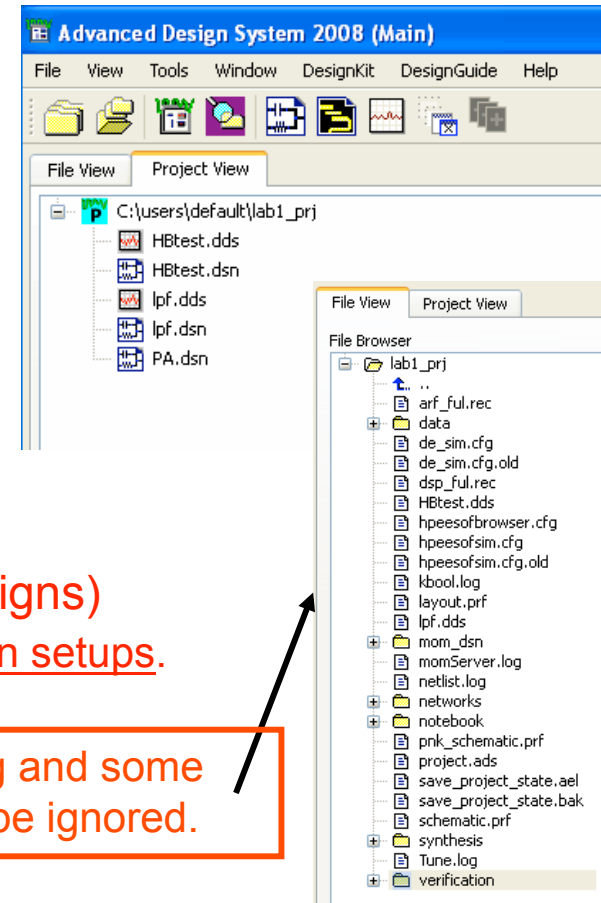 Advanced Design System 2008 (Main)
File View Tools Window DesignKit DesignGuide Help
File View Project View
C:\users\default\lab1_prj
HBtest.dds
HBtest.dsn
lpf.dds
lpf.dsn
PA.dsn
File View Project View
File Browser
lab1_prj
..
arf_ful.rec
data
de_sim.cfg
de_sim.cfg.old
dsp_ful.rec
HBtest.dds
hpeesofbrowser.cfg
hpeesofsim.cfg
hpeesofsim.cfg.old
kbool.log
layout.prf
lpf.dds
mom_dsn
momServer.log
netlist.log
networks
notebook
pnk_schematic.prf
project.ads
save_project_state.ael
save_project_state.bak
schematic.prf
synthesis
Tune.log
verification
igns)
n setups.
g and some
be ignored.